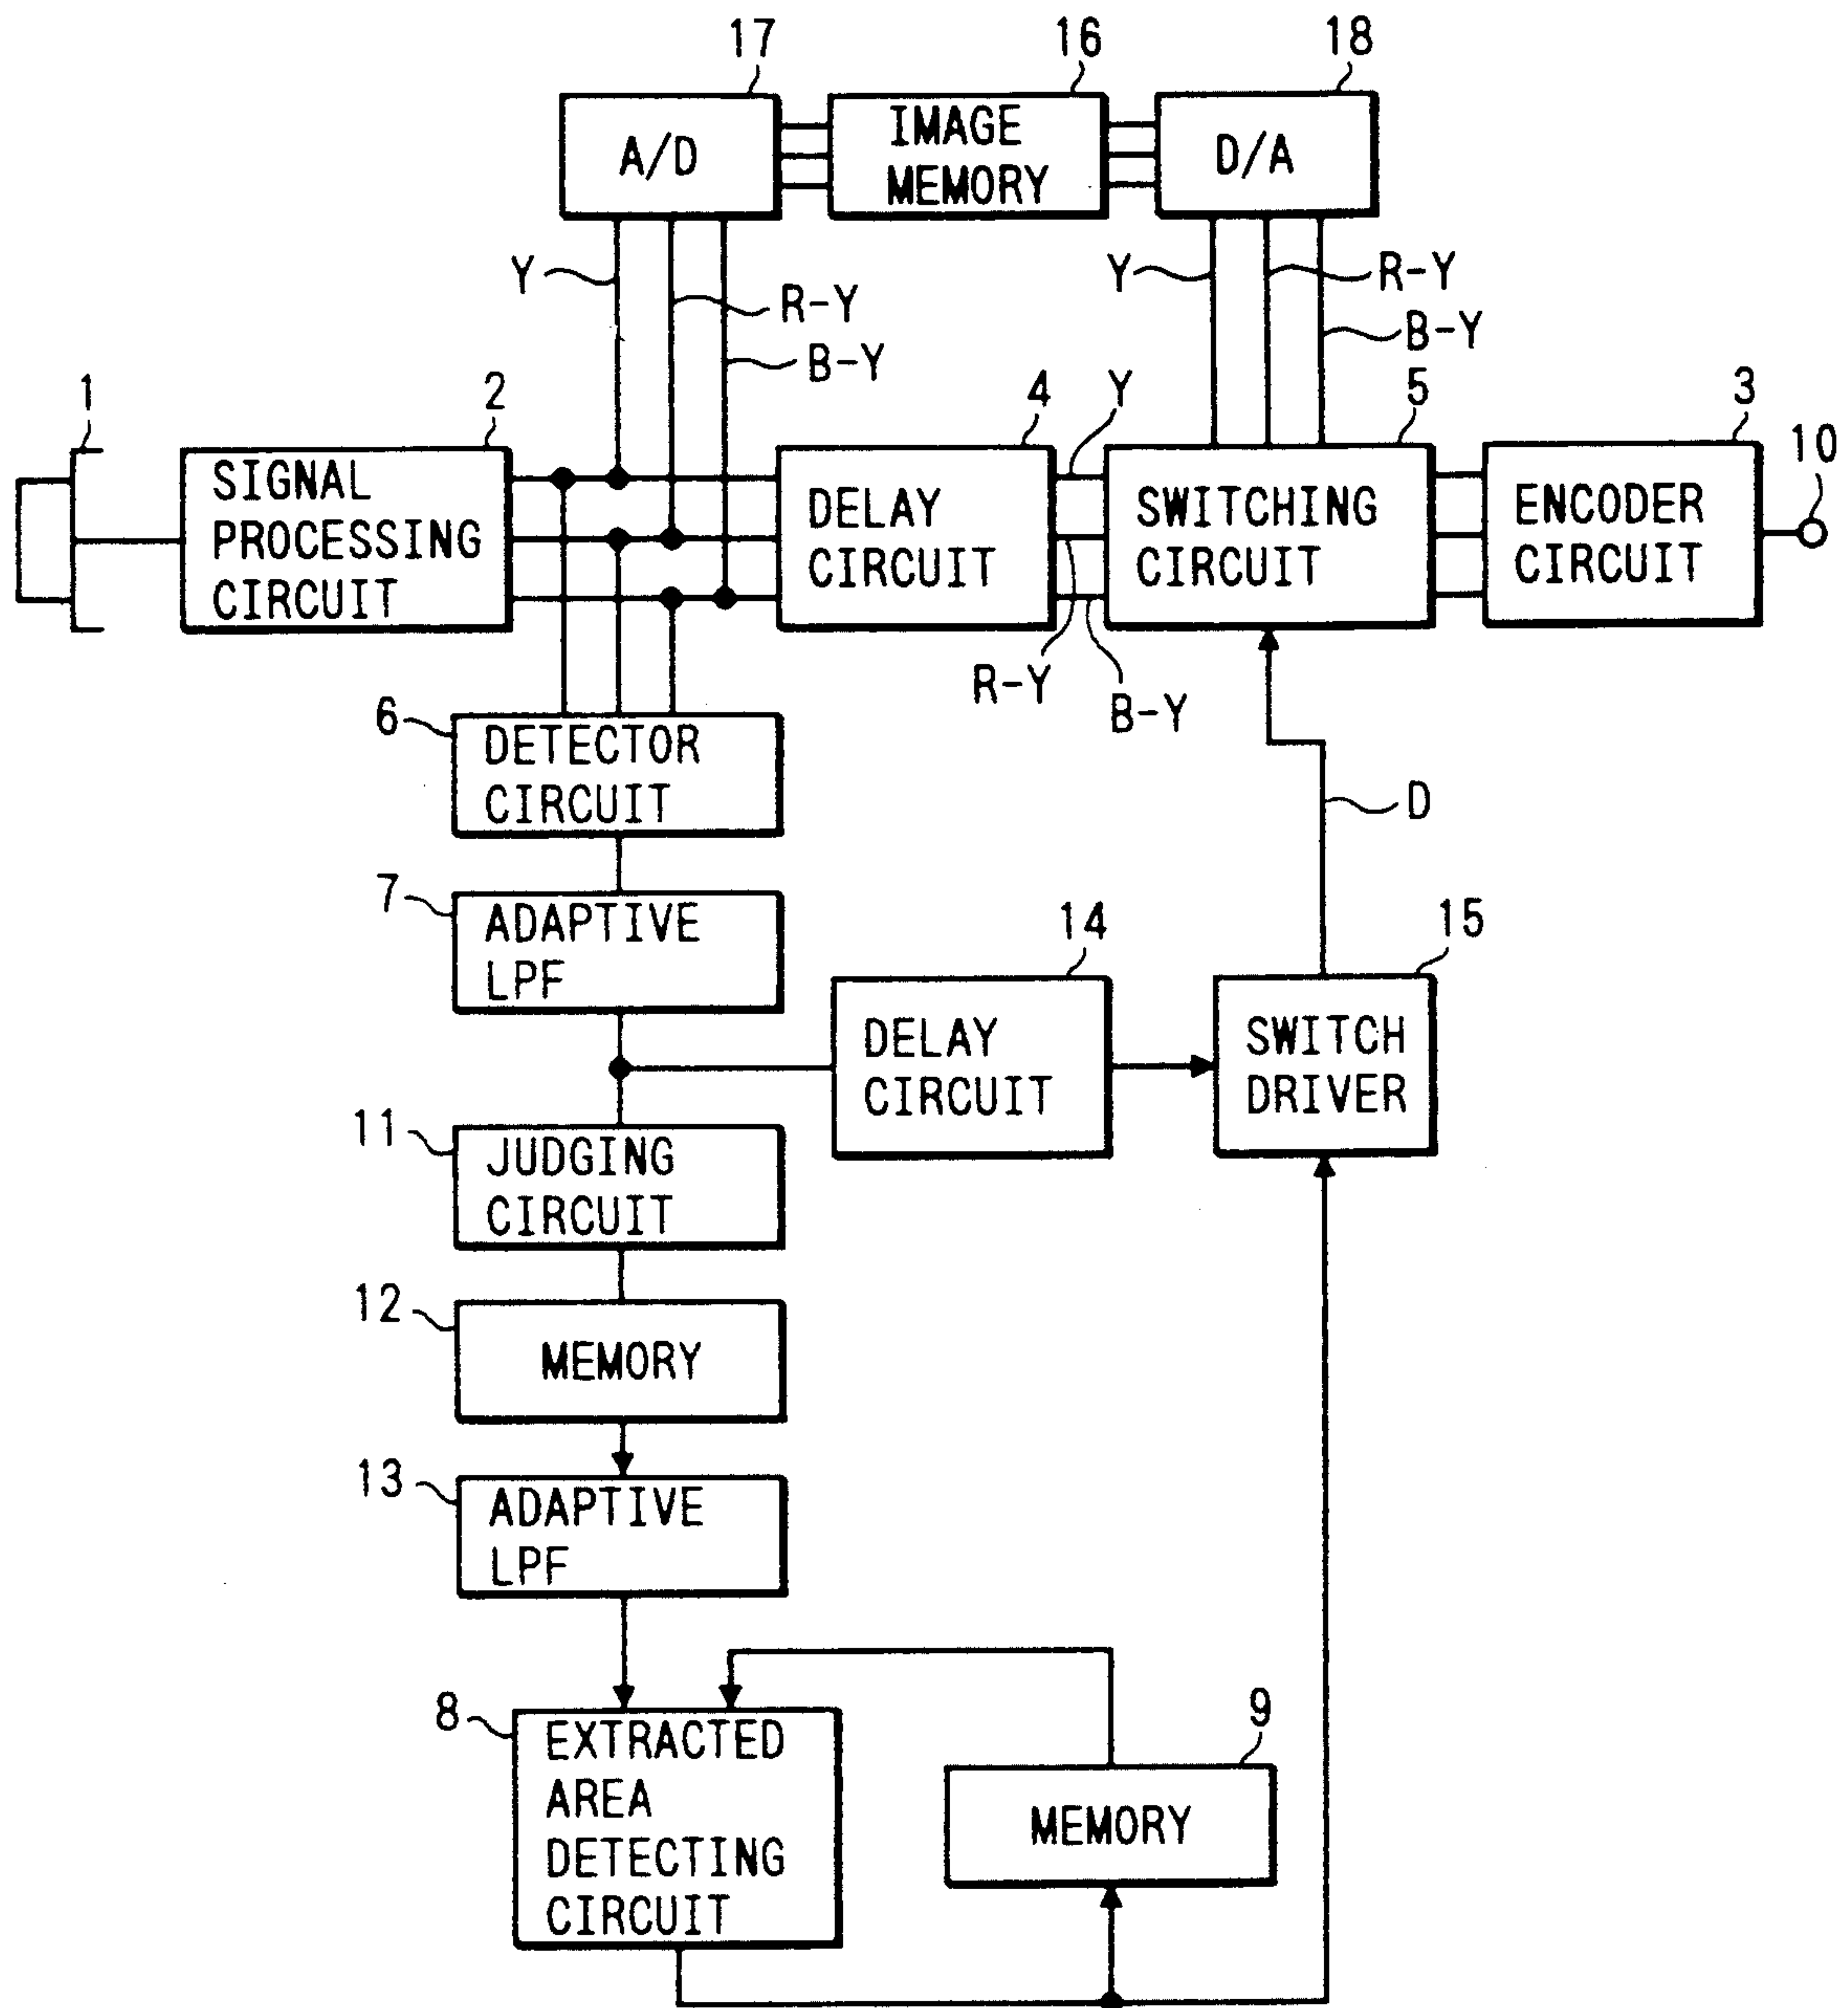 17
16
18
A/D
IMAGE
MEMORY
D/A
Y
R-Y
B-Y
Y
R-Y
B-Y
1
2
4
Y
5
3
10
SIGNAL
PROCESSING
CIRCUIT
DELAY
CIRCUIT
SWITCHING
CIRCUIT
ENCODER
CIRCUIT
R-Y
B-Y
6
DETECTOR
CIRCUIT
D
7
ADAPTIVE
LPF
14
DELAY
CIRCUIT
15
SWITCH
DRIVER
11
JUDGING
CIRCUIT
12
MEMORY
13
ADAPTIVE
LPF
8
EXTRACTED
AREA
DETECTING
CIRCUIT
9
MEMORY